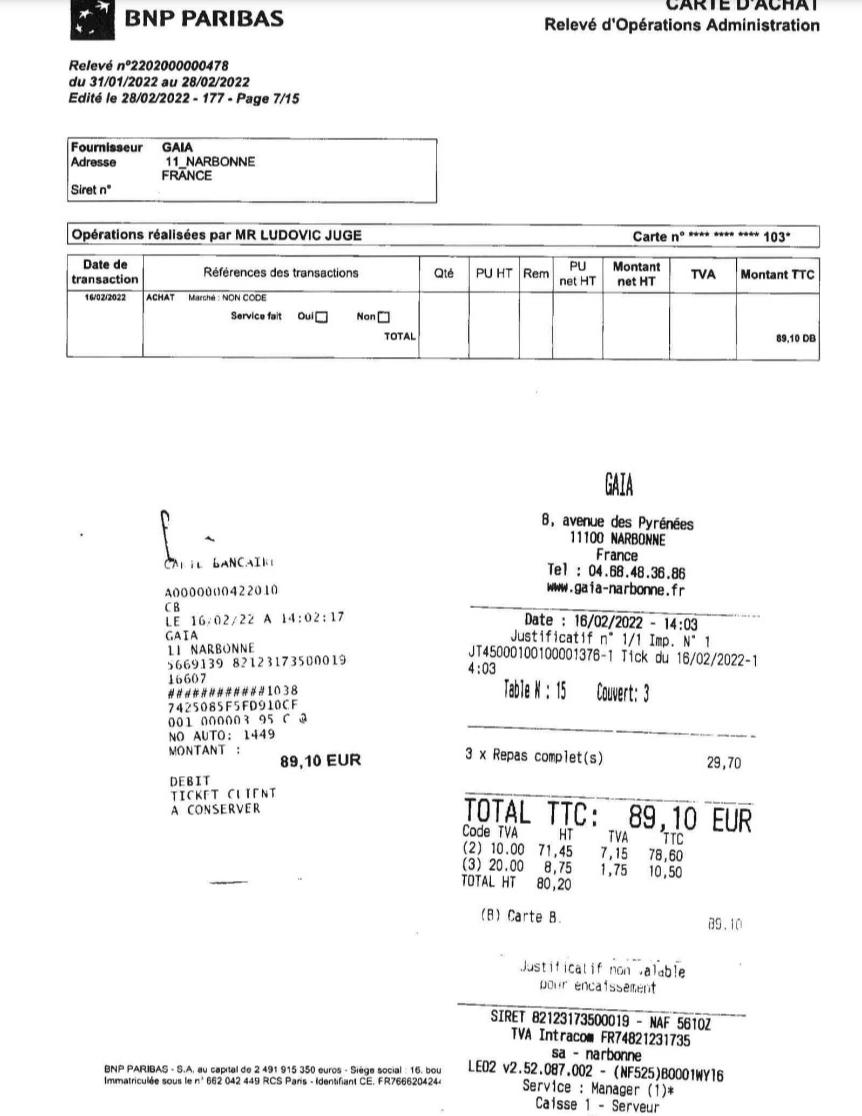 BNP PARIBAS
CARTE D'ACHAT
Relevé d'Opérations Administration
Relevé n°2202000000478
du 31/01/2022 au 28/02/2022
Edité le 28/02/2022 - 177 - Page 7/15
Fournisseur GAIA
Adresse 11_NARBONNE
FRANCE
Siret n°
Opérations réalisées par MR LUDOVIC JUGE Carte n° **** **** **** 103*
Date de transaction Références des transactions Qté PU HT Rem PU net HT Montant net HT TVA Montant TTC
16/02/2022 ACHAT Marché : NON CODE
Service fait Oui Non
TOTAL 89,10 DB
BANCAIRE
A0000000422010
CB
LE 16/02/22 A 14:02:17
GAIA
11 NARBONNE
5669139 82123173500019
16607
############1038
7425085F5FD910CF
001 000003 95 C @
NO AUTO: 1449
MONTANT :
89,10 EUR
DEBIT
TICKET CLIENT
A CONSERVER
GAIA
8, avenue des Pyrénées
11100 NARBONNE
France
Tel : 04.68.48.36.86
www.gaia-narbonne.fr
Date : 16/02/2022 - 14:03
Justificatif n° 1/1 Imp. N° 1
JT45000100100001376-1 Tick du 16/02/2022-1
4:03
Table N : 15 Couvert: 3
3 x Repas complet(s) 29,70
TOTAL TTC: 89,10 EUR
Code TVA HT TVA TTC
(2) 10.00 71,45 7,15 78,60
(3) 20.00 8,75 1,75 10,50
TOTAL HT 80,20
(B) Carte B. 89.10
Justificatif non valable
pour encaissement
SIRET 82123173500019 - NAF 5610Z
TVA Intracom FR74821231735
sa - narbonne
LE02 v2.52.087.002 - (NF525)B0001WY16
Service : Manager (1)*
Caisse 1 - Serveur
BNP PARIBAS - S.A. au capital de 2 491 915 350 euros - Siège social : 16, bou
Immatriculée sous le n° 662 042 449 RCS Paris - Identifiant CE. FR766620424